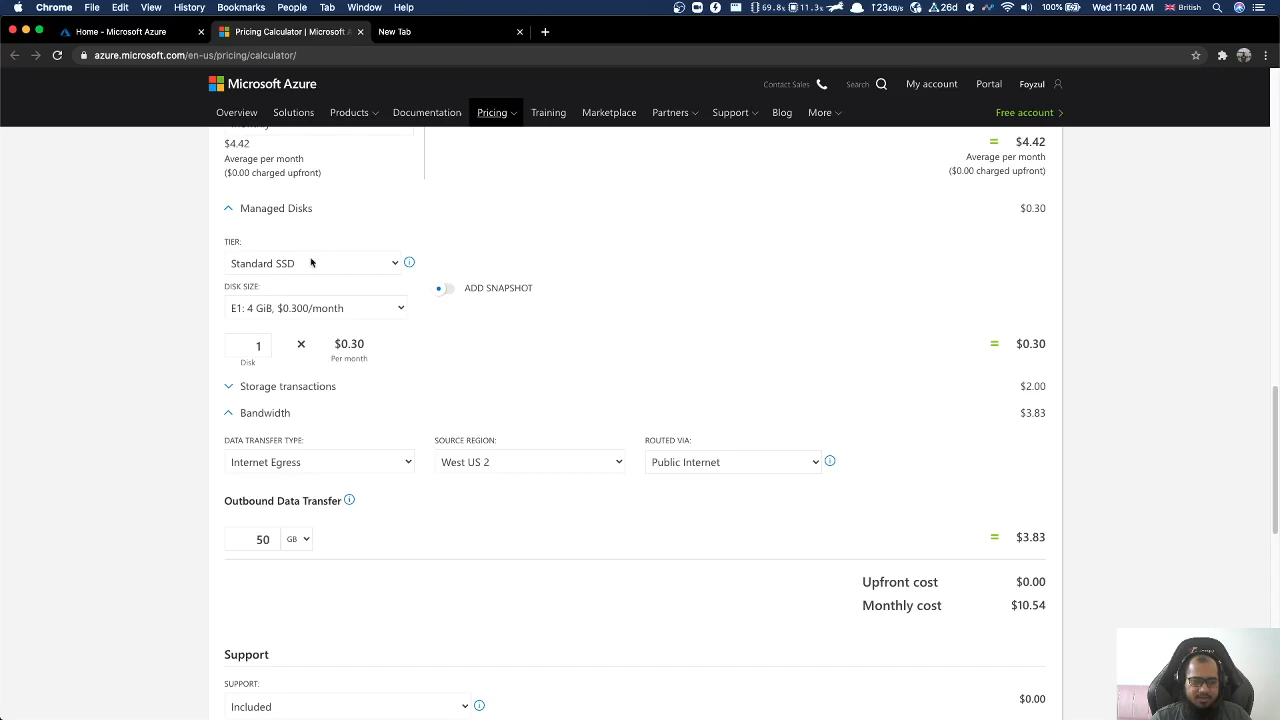 Chrome File Edit View History Bookmarks Profiles Tab Window Help 69.8s 11.3s 123KB/s 26d 100% Wed 11:40 AM British
Home - Microsoft Azure Pricing Calculator | Microsoft A New Tab
azure.microsoft.com/en-us/pricing/calculator/
Microsoft Azure Contact Sales Search My account Portal Foyzul
Overview Solutions Products Documentation Pricing Training Marketplace Partners Support Blog More Free account
$4.42 $4.42
Average per month Average per month
($0.00 charged upfront) ($0.00 charged upfront)
Managed Disks $0.30
TIER:
Standard SSD
DISK SIZE:
ADD SNAPSHOT
E1: 4 GiB, $0.300/month
1 × $0.30 = $0.30
Disk Per month
Storage transactions $2.00
Bandwidth $3.83
DATA TRANSFER TYPE: SOURCE REGION: ROUTED VIA:
Internet Egress West US 2 Public Internet
Outbound Data Transfer
50 GB = $3.83
Upfront cost $0.00
Monthly cost $10.54
Support
SUPPORT:
Included $0.00